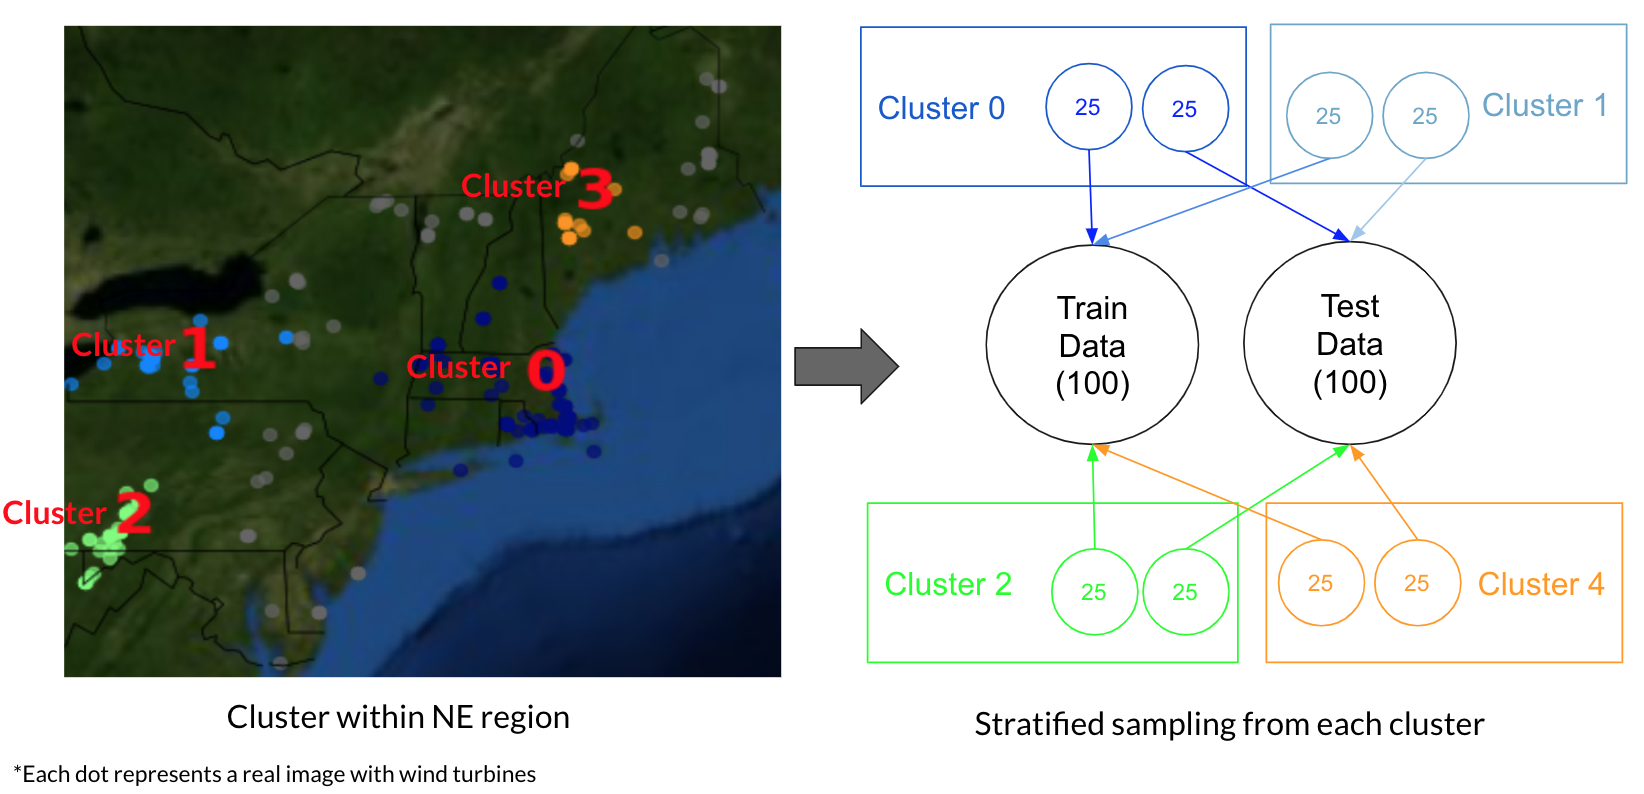 Cluster 3
Cluster 1
Cluster 0
Cluster 2
Cluster within NE region
*Each dot represents a real image with wind turbines
Cluster 0
25
25
25
25
Cluster 1
Train
Data
(100)
Test
Data
(100)
Cluster 2
25
25
25
25
Cluster 4
Stratified sampling from each cluster